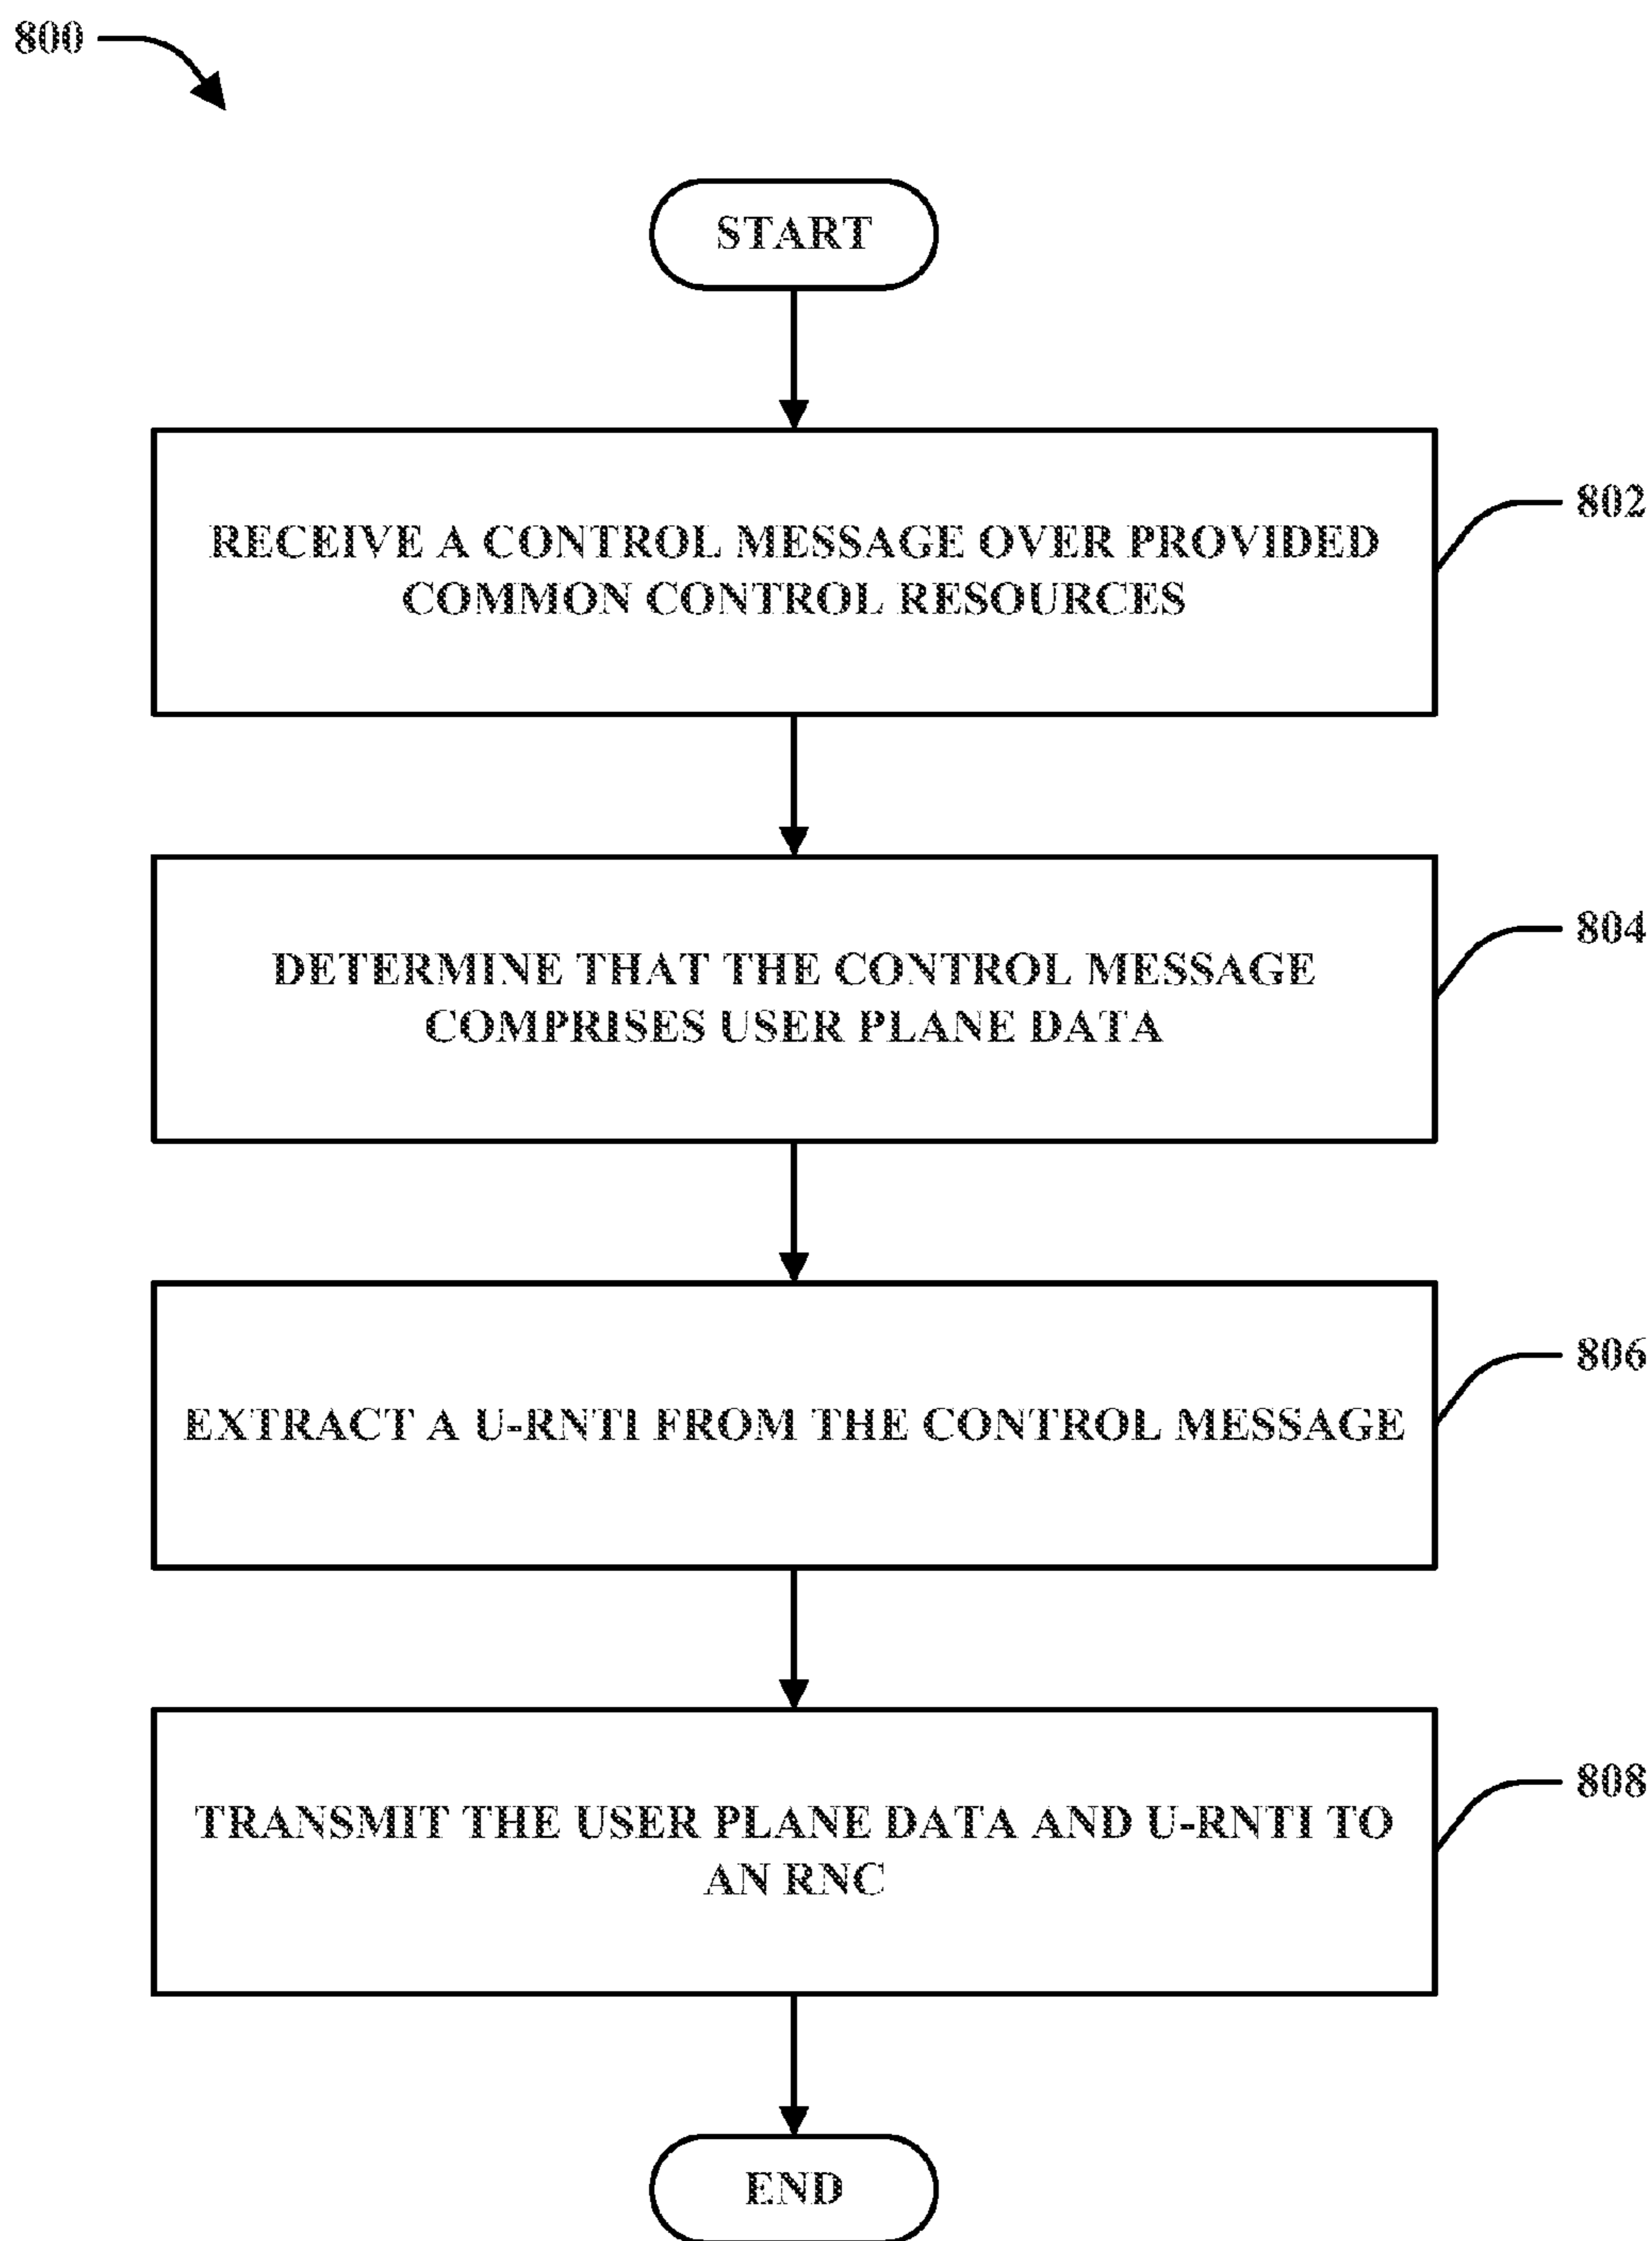 800
START
RECEIVE A CONTROL MESSAGE OVER PROVIDED
COMMON CONTROL RESOURCES
802
DETERMINE THAT THE CONTROL MESSAGE
COMPRISES USER PLANE DATA
804
EXTRACT A U-RNTI FROM THE CONTROL MESSAGE
806
TRANSMIT THE USER PLANE DATA AND U-RNTI TO
AN RNC
808
END